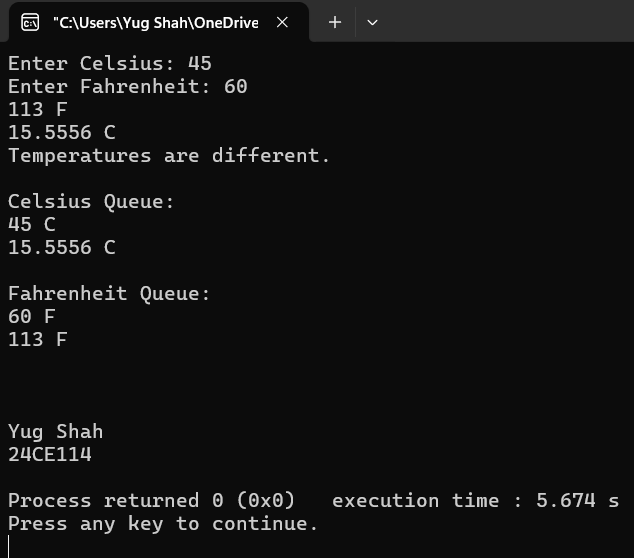 "C:\Users\Yug Shah\OneDrive
Enter Celsius: 45
Enter Fahrenheit: 60
113 F
15.5556 C
Temperatures are different.
Celsius Queue:
45 C
15.5556 C
Fahrenheit Queue:
60 F
113 F
Yug Shah
24CE114
Process returned 0 (0x0)   execution time : 5.674 s
Press any key to continue.